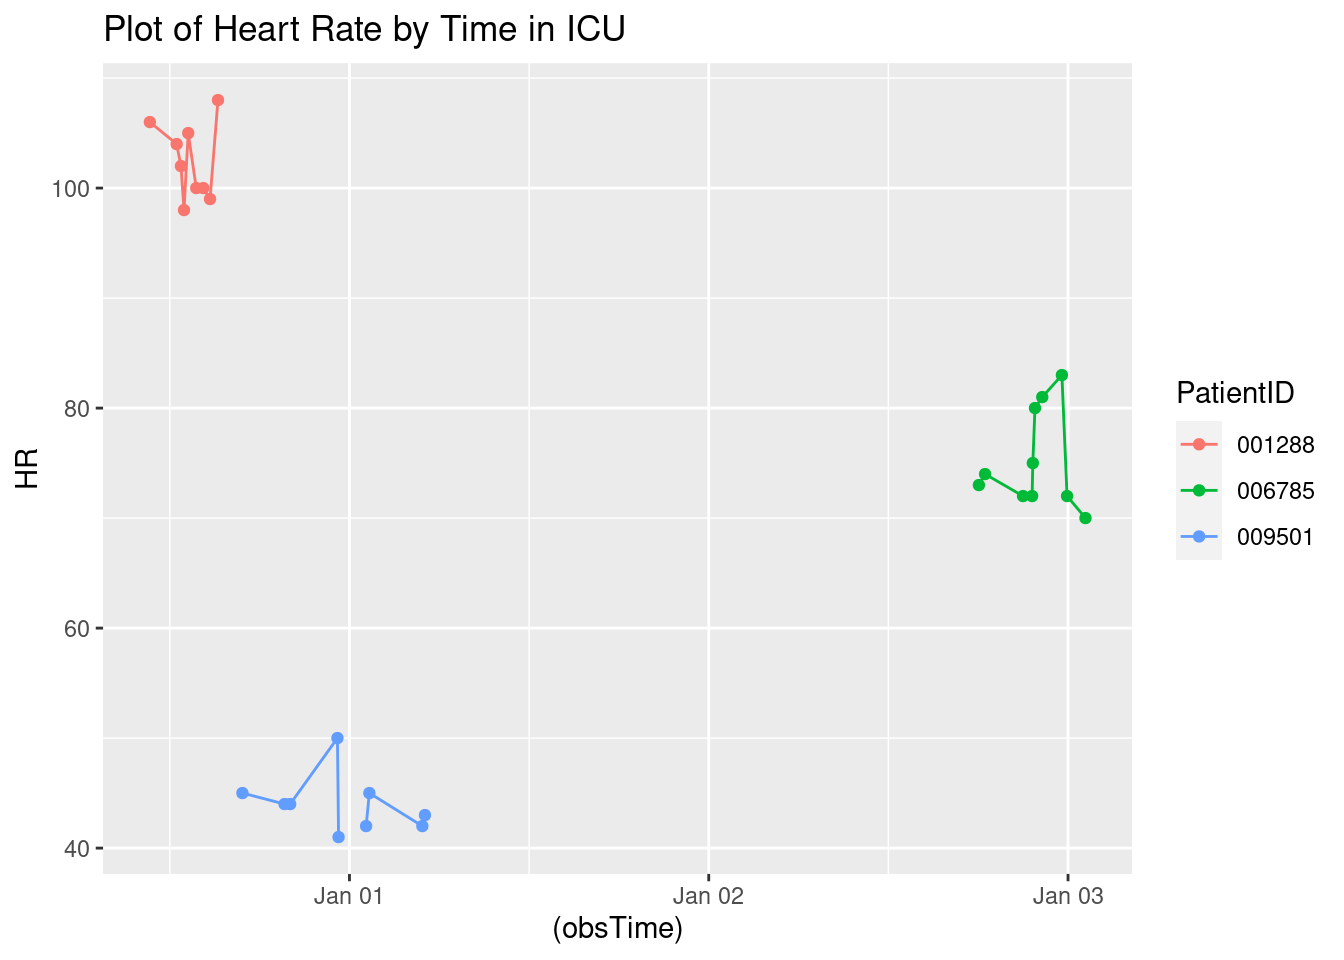 Plot of Heart Rate by Time in ICU
100
80
60
40
HR
Jan 01
Jan 02
Jan 03
(obsTime)
PatientID
001288
006785
009501